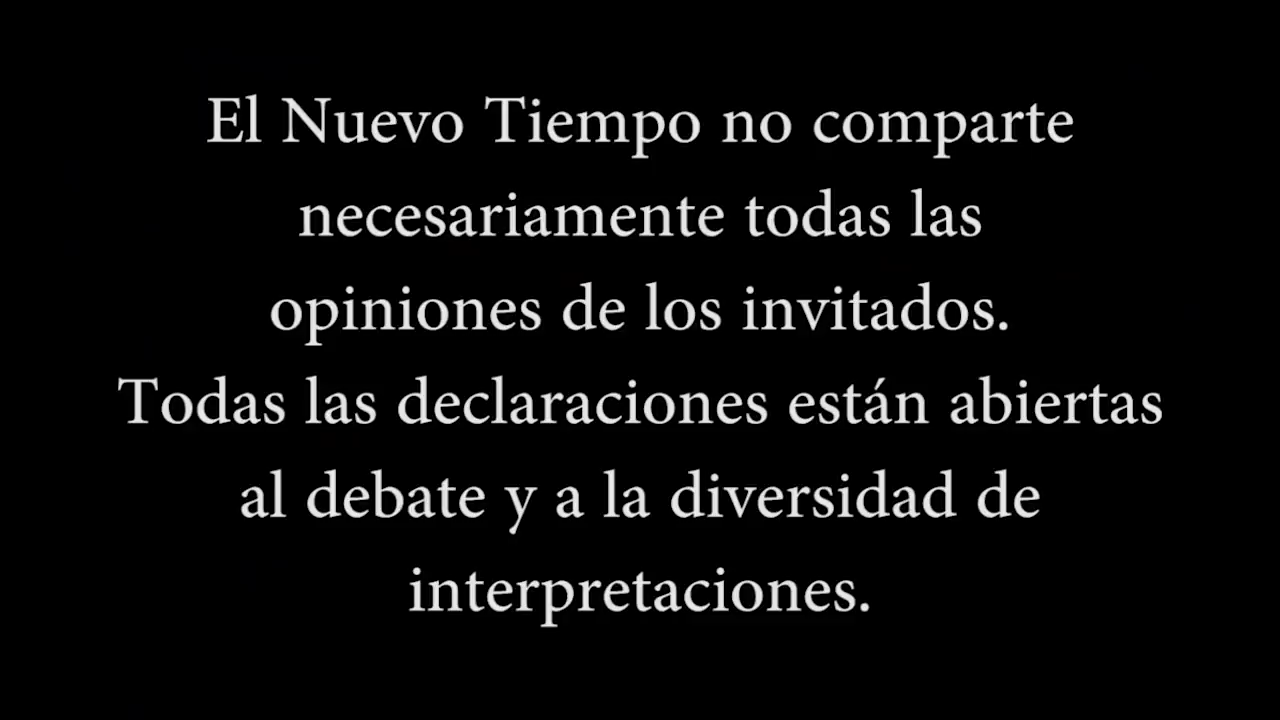 El Nuevo Tiempo no comparte
necesariamente todas las
opiniones de los invitados.
Todas las declaraciones están abiertas
al debate y a la diversidad de
interpretaciones.